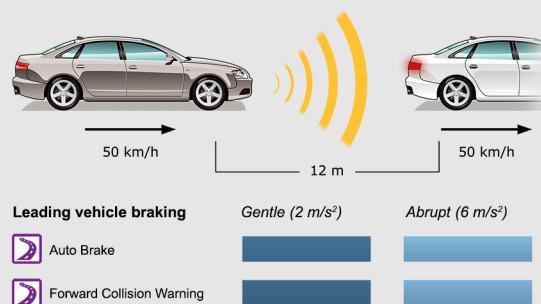 50 km/h
50 km/h
12 m
Leading vehicle braking Gentle (2 m/s²) Abrupt (6 m/s²)
Auto Brake
Forward Collision Warning